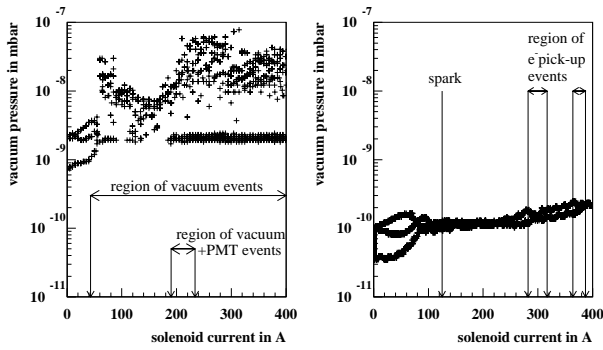 vacuum pressure in mbar
10 -7
10 -8
10 -9
10 -10
10 -11
region of vacuum events
region of vacuum
+PMT events
0 100 200 300 400
solenoid current in A
vacuum pressure in mbar
10 -7
10 -8
10 -9
10 -10
10 -11
spark
region of
e- pick-up
events
0 100 200 300 400
solenoid current in A